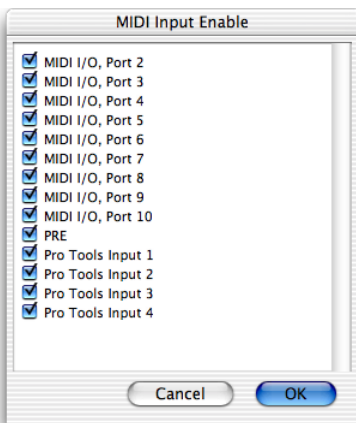 MIDI Input Enable
MIDI I/O, Port 2
MIDI I/O, Port 3
MIDI I/O, Port 4
MIDI I/O, Port 5
MIDI I/O, Port 6
MIDI I/O, Port 7
MIDI I/O, Port 8
MIDI I/O, Port 9
MIDI I/O, Port 10
PRE
Pro Tools Input 1
Pro Tools Input 2
Pro Tools Input 3
Pro Tools Input 4
Cancel OK